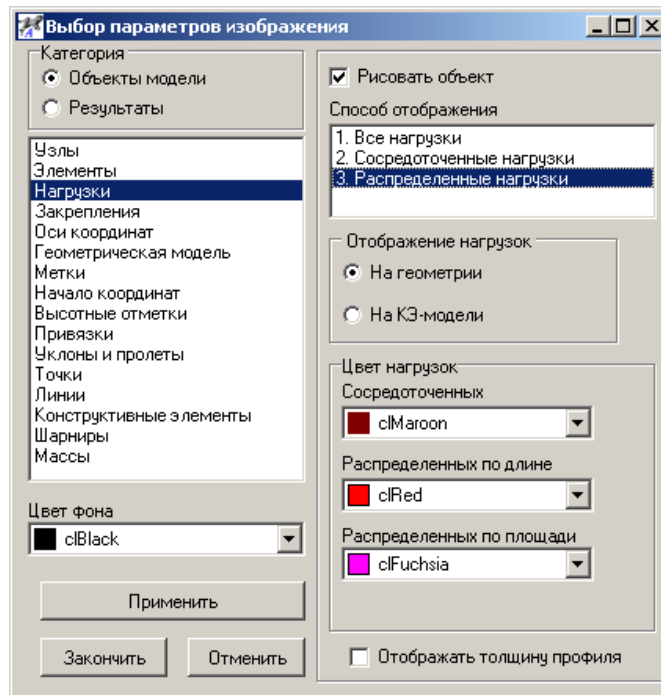 Выбор параметров изображения
Категория
Объекты модели
Результаты
Узлы
Элементы
Нагрузки
Закрепления
Оси координат
Геометрическая модель
Метки
Начало координат
Высотные отметки
Привязки
Уклоны и пролеты
Точки
Линии
Конструктивные элементы
Шарниры
Массы
Цвет фона
clBlack
Применить
Закончить
Отменить
Рисовать объект
Способ отображения
1. Все нагрузки
2. Сосредоточенные нагрузки
3. Распределенные нагрузки
Отображение нагрузок
На геометрии
На КЭ-модели
Цвет нагрузок
Сосредоточенных
clMaroon
Распределенных по длине
clRed
Распределенных по площади
clFuchsia
Отображать толщину профиля